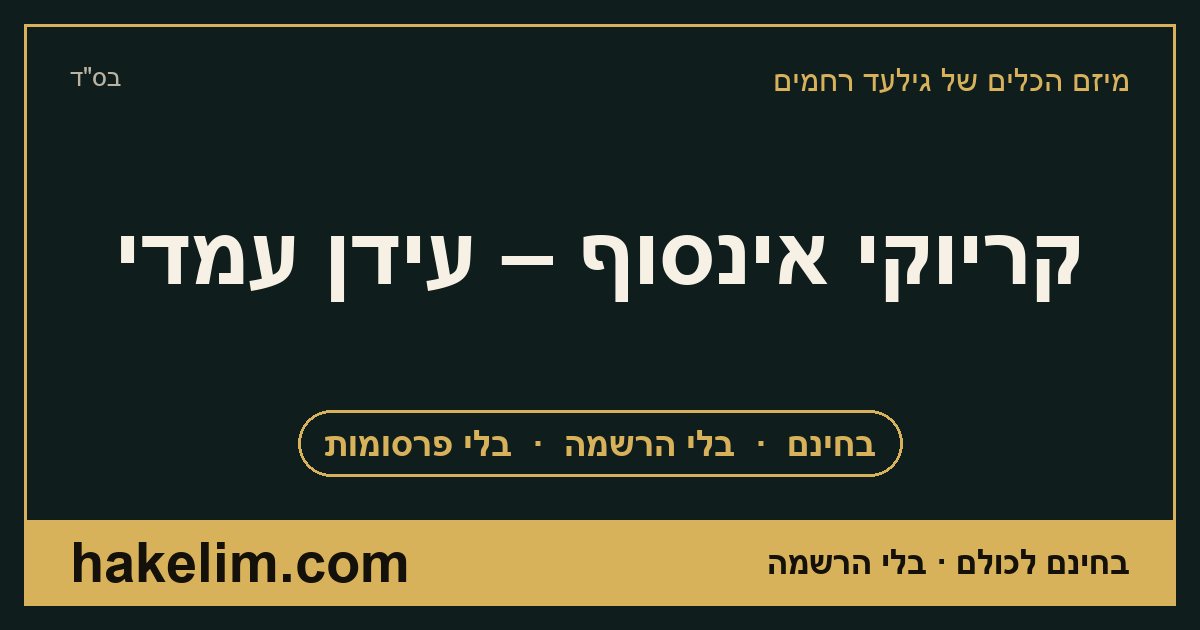 מיזם הכלים של גילעד רחמים
בס"ד
קריוקי אינסוף – עידן עמדי
בחינם · בלי הרשמה · בלי פרסומות
בחינם לכולם · בלי הרשמה
hakelim.com